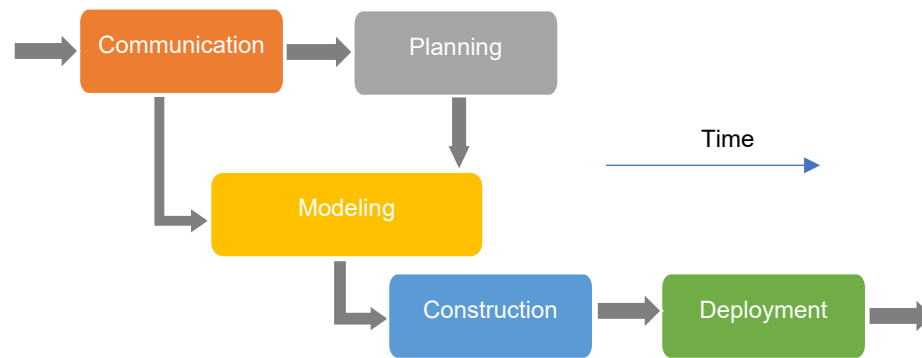 Communication
Planning
Time
Modeling
Construction
Deployment